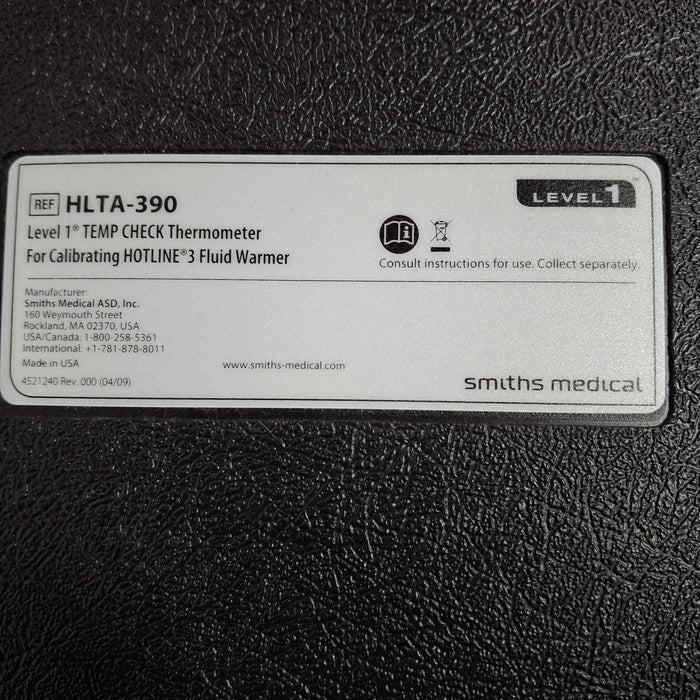 REF HLTA-390
LEVEL 1™
Level 1® TEMP CHECK Thermometer
For Calibrating HOTLINE®3 Fluid Warmer
Consult instructions for use. Collect separately.
Manufacturer:
Smiths Medical ASD, Inc.
160 Weymouth Street
Rockland, MA 02370, USA
USA/Canada: 1-800-258-5361
International: +1-781-878-8011
Made in USA
www.smiths-medical.com
4521240 Rev. 000 (04/09)
smiths medical